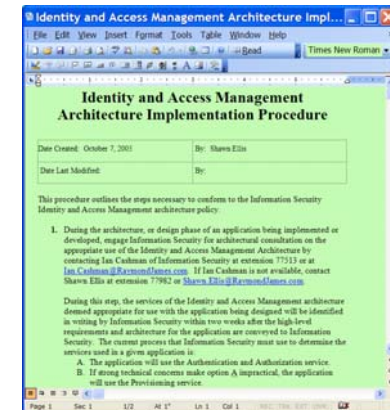 Identity and Access Management Architecture Impl...
File Edit View Insert Format Tools Table Window Help
Read Times New Roman
Identity and Access Management
Architecture Implementation Procedure
Date Created: October 7, 2005 By: Shawn Ellis
Date Last Modified: By:
This procedure outlines the steps necessary to conform to the Information Security
Identity and Access Management architecture policy:
1. During the architecture, or design phase of an application being implemented or
developed, engage Information Security for architectural consultation on the
appropriate use of the Identity and Access Management Architecture by
contacting Ian Cashman of Information Security at extension 77513 or at
Ian.Cashman@RaymondJames.com. If Ian Cashman is not available, contact
Shawn Ellis at extension 77982 or Shawn.Ellis@RaymondJames.com.
During this step, the services of the Identity and Access Management architecture
deemed appropriate for use with the application being designed will be identified
in writing by Information Security within two weeks after the high-level
requirements and architecture for the application are conveyed to Information
Security. The current process that Information Security must use to determine the
services used in a given application is
A. The application will use the Authentication and Authorization service.
B. If strong technical concerns make option A impractical, the application
will use the Provisioning service.
Page 1 Sec 1 1/2 At 1" Ln 1 Col 1 REC TRK EXT OVR